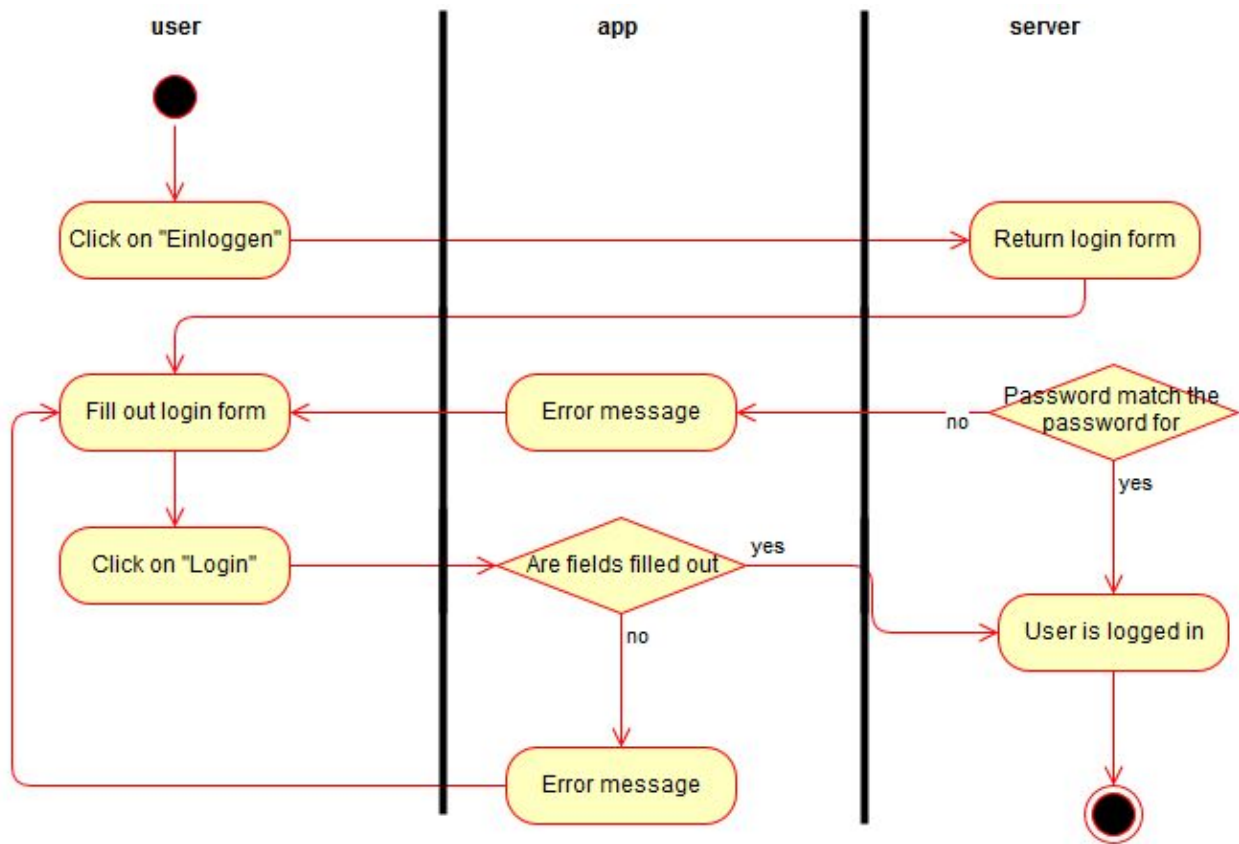 user
app
server
Click on "Einloggen"
Return login form
Fill out login form
Error message
no
Password match the
password for
yes
Click on "Login"
Are fields filled out
yes
no
User is logged in
Error message